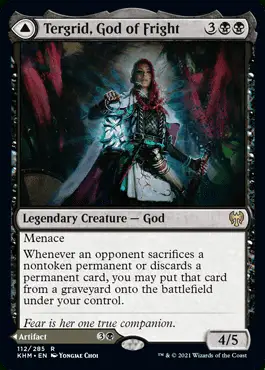 Tergrid, God of Fright 3
Legendary Creature — God
Menace
Whenever an opponent sacrifices a
nontoken permanent or discards a
permanent card, you may put that card
from a graveyard onto the battlefield
under your control.
Fear is her one true companion.
Artifact 3
4/5
112/285 R
KHM • EN YONGJAE CHOI
™ & © 2021 Wizards of the Coast